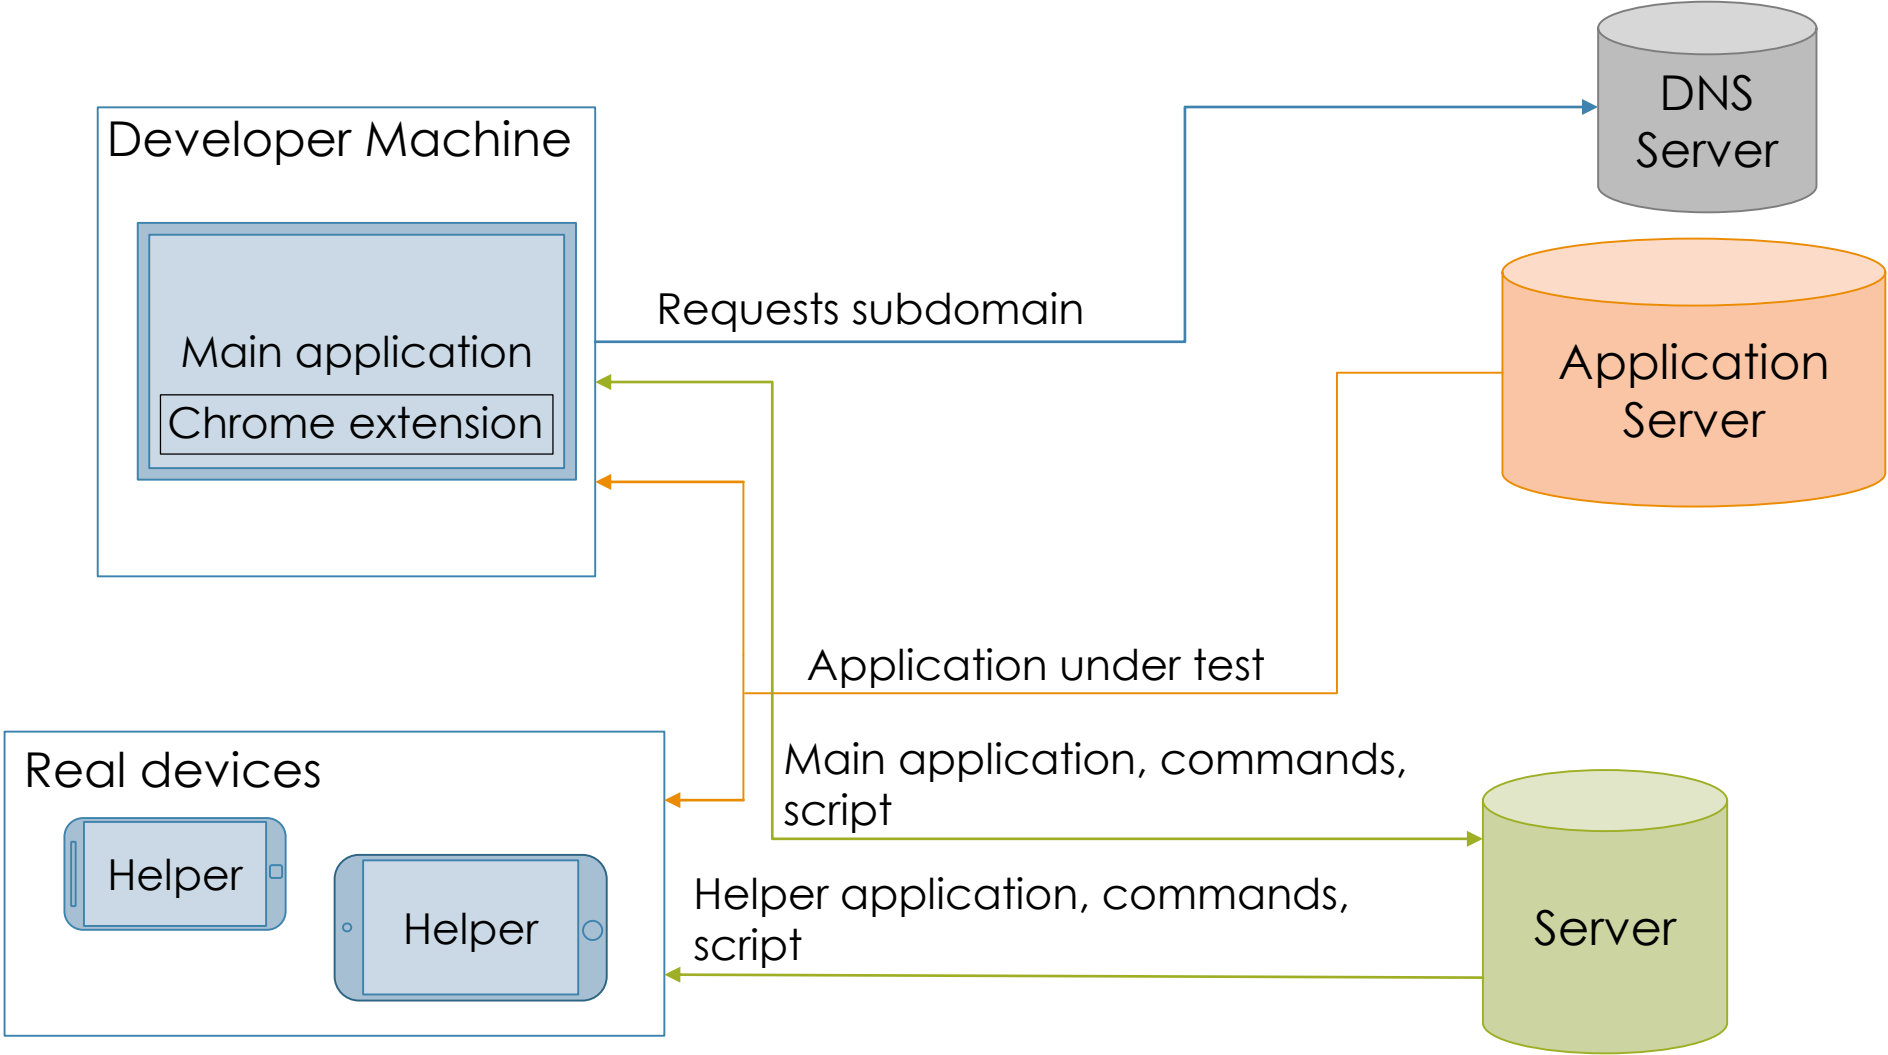 DNS
Server
Developer Machine
Main application
Chrome extension
Requests subdomain
Application
Server
Application under test
Real devices
Helper
Helper
Main application, commands,
script
Helper application, commands,
script
Server